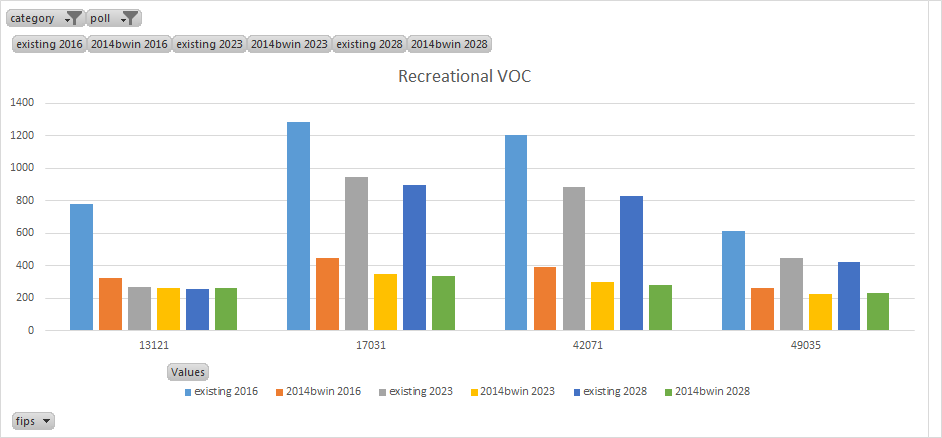 category poll
existing 2016 2014bwin 2016 existing 2023 2014bwin 2023 existing 2028 2014bwin 2028
Recreational VOC
1400
1200
1000
800
600
400
200
0
13121 17031 42071 49035
Values
existing 2016 2014bwin 2016 existing 2023 2014bwin 2023 existing 2028 2014bwin 2028
fips